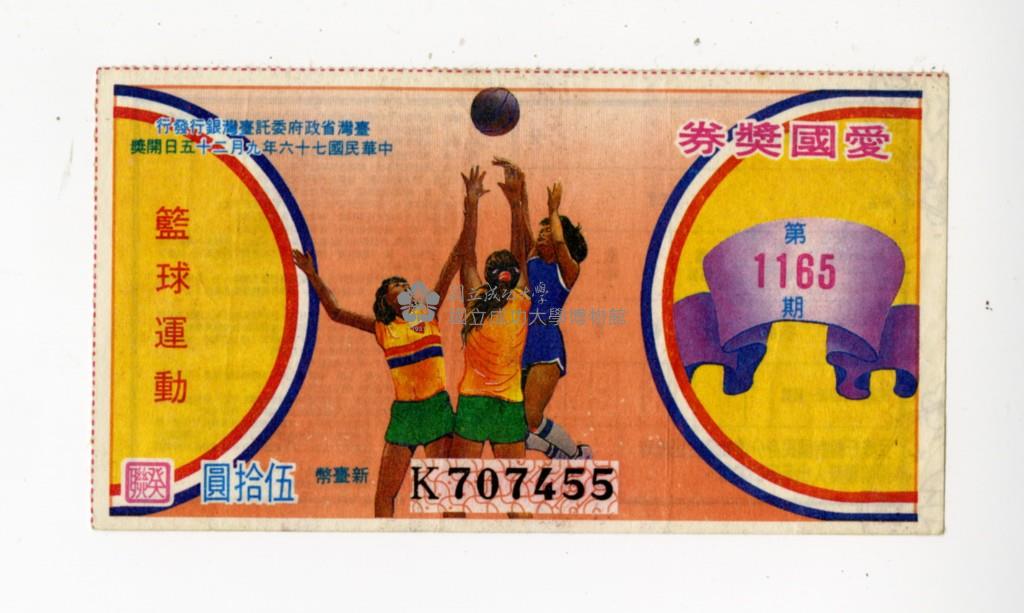 愛國獎券
第
1165
期
臺灣省政府委託臺灣銀行發行
中華民國七十六年九月二十五日開獎
籃球運動
新臺幣
伍拾圓
癸聯
K707455
國立成功大學
國立成功大學博物館